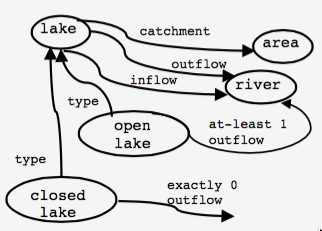 lake
catchment
area
outflow
inflow
river
type
open
lake
at-least 1
outflow
type
closed
lake
exactly 0
outflow